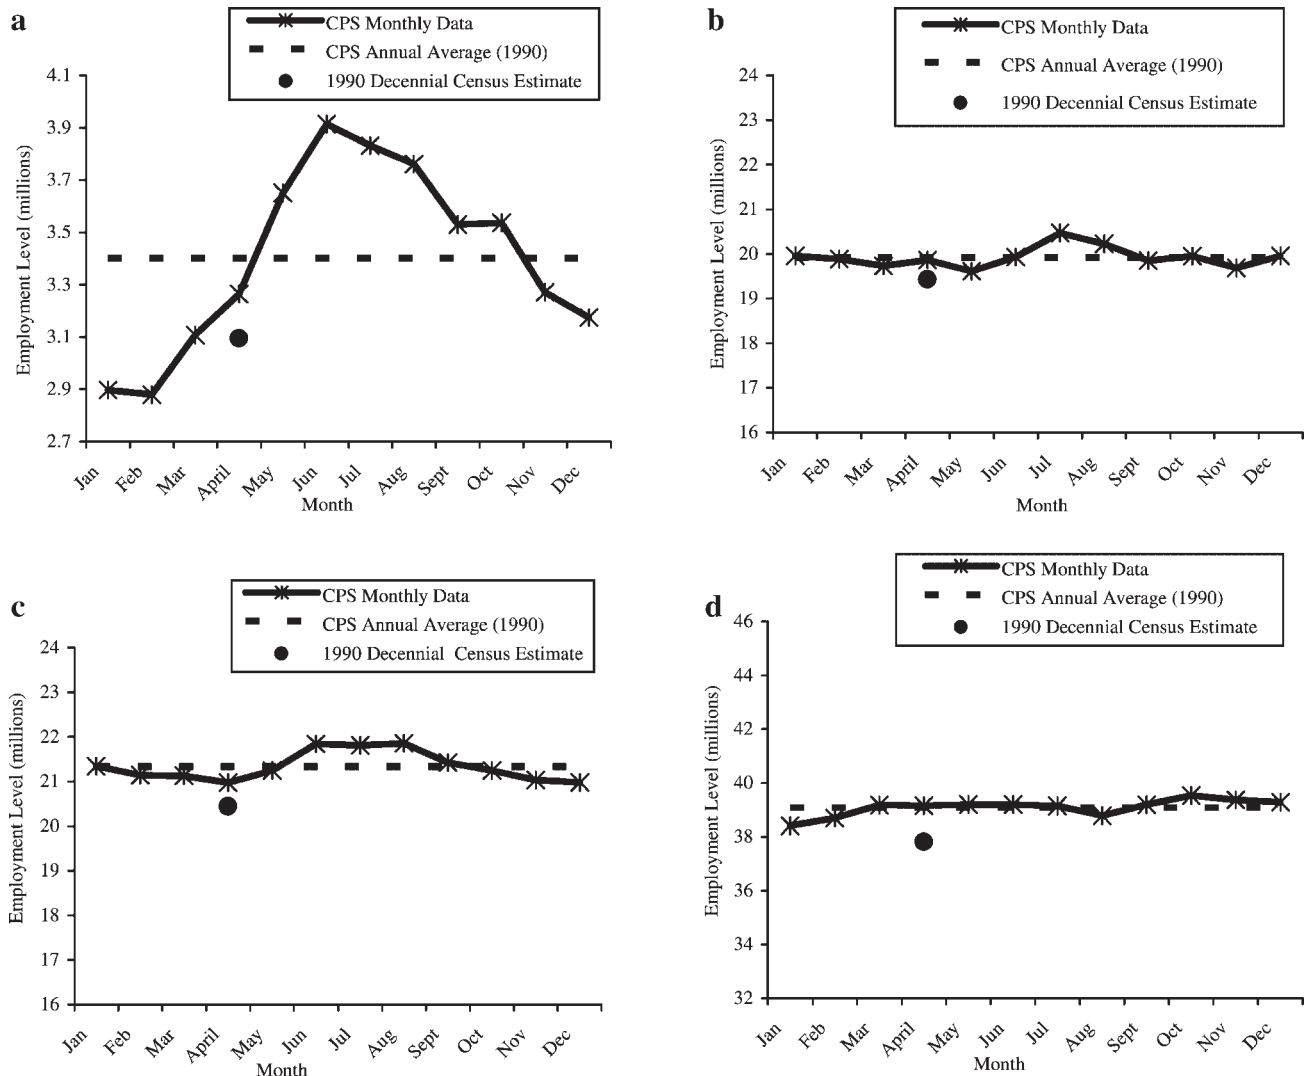 a
CPS Monthly Data
CPS Annual Average (1990)
1990 Decennial Census Estimate
Employment Level (millions)
4.1
3.9
3.7
3.5
3.3
3.1
2.9
2.7
Jan Feb Mar April May Jun Jul Aug Sept Oct Nov Dec
Month
b
CPS Monthly Data
CPS Annual Average (1990)
1990 Decennial Census Estimate
Employment Level (millions)
24
23
22
21
20
19
18
17
16
Jan Feb Mar April May Jun Jul Aug Sept Oct Nov Dec
Month
c
CPS Monthly Data
CPS Annual Average (1990)
1990 Decennial Census Estimate
Employment Level (millions)
24
23
22
21
20
19
18
17
16
Jan Feb Mar April May Jun Jul Aug Sept Oct Nov Dec
Month
d
CPS Monthly Data
CPS Annual Average (1990)
1990 Decennial Census Estimate
Employment Level (millions)
46
44
42
40
38
36
34
32
Jan Feb Mar April May Jun Jul Aug Sept Oct Nov Dec
Month